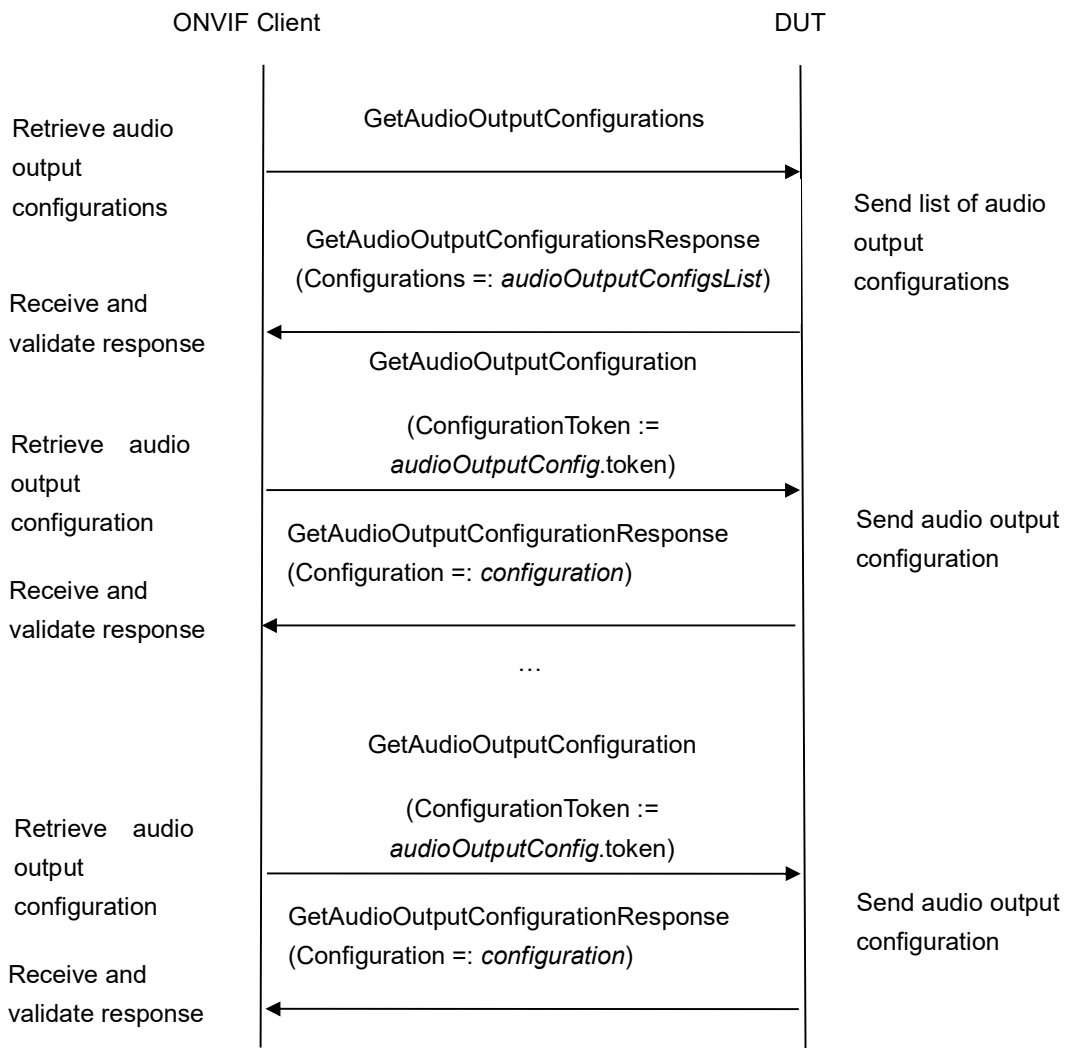 ONVIF Client
DUT
Retrieve audio
output
configurations
GetAudioOutputConfigurations
Send list of audio
output
configurations
GetAudioOutputConfigurationsResponse
(Configurations =: audioOutputConfigsList)
Receive and
validate response
GetAudioOutputConfiguration
(ConfigurationToken :=
audioOutputConfig.token)
Retrieve audio
output
configuration
Send audio output
configuration
GetAudioOutputConfigurationResponse
(Configuration =: configuration)
Receive and
validate response
…
GetAudioOutputConfiguration
(ConfigurationToken :=
audioOutputConfig.token)
Retrieve audio
output
configuration
Send audio output
configuration
GetAudioOutputConfigurationResponse
(Configuration =: configuration)
Receive and
validate response